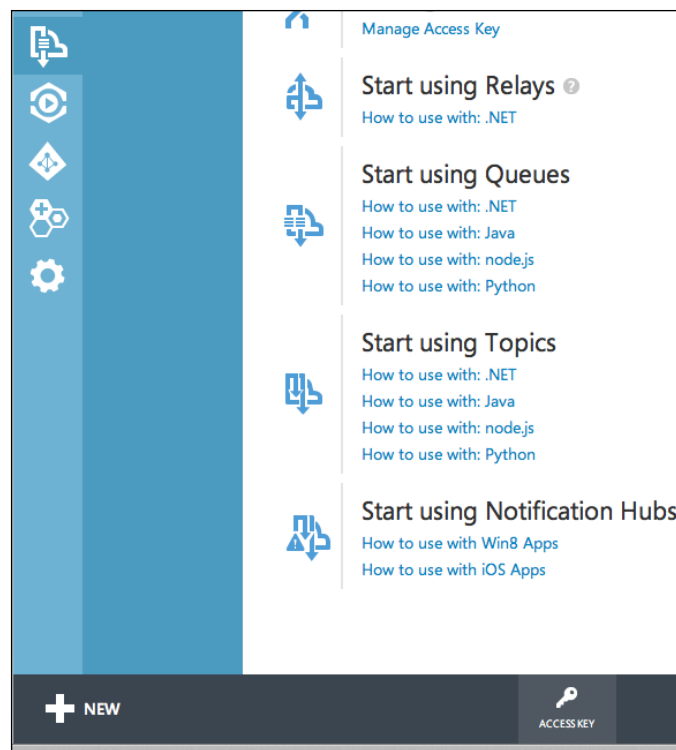 Manage Access Key
Start using Relays ?
How to use with: .NET
Start using Queues
How to use with: .NET
How to use with: Java
How to use with: node.js
How to use with: Python
Start using Topics
How to use with: .NET
How to use with: Java
How to use with: node.js
How to use with: Python
Start using Notification Hubs
How to use with Win8 Apps
How to use with iOS Apps
NEW
ACCESS KEY